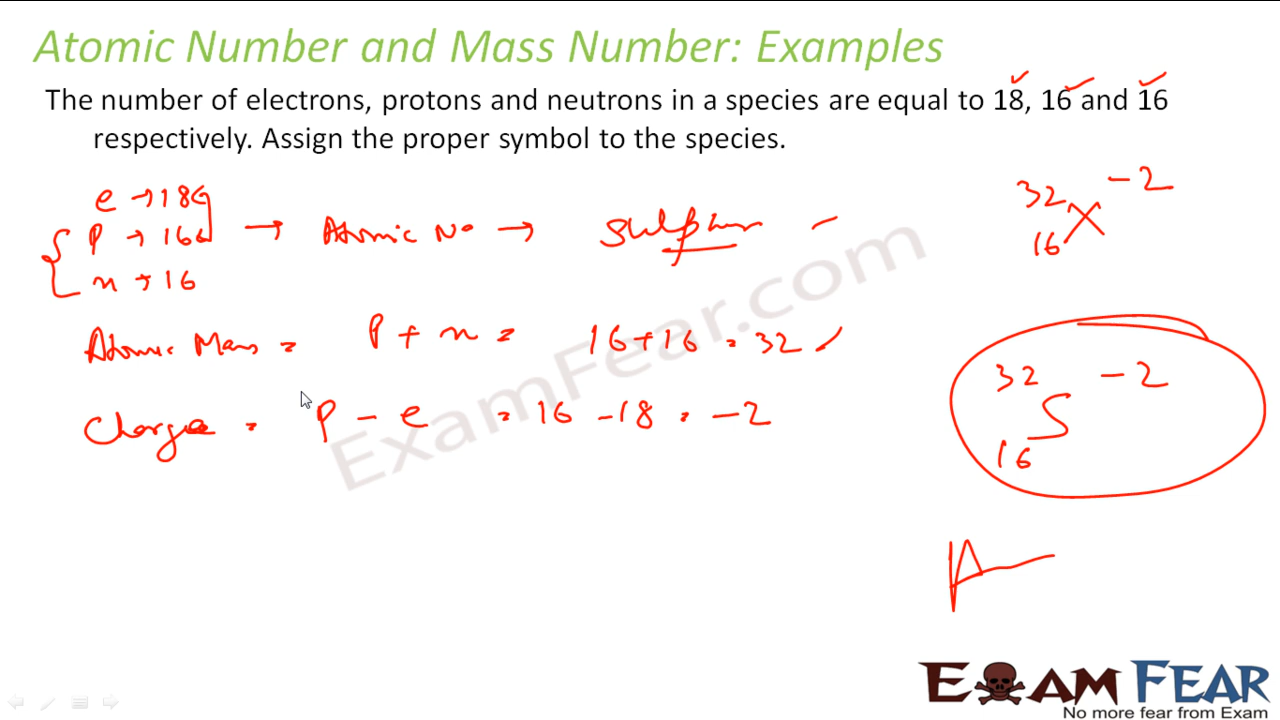 Atomic Number and Mass Number: Examples
The number of electrons, protons and neutrons in a species are equal to 18, 16 and 16
respectively. Assign the proper symbol to the species.
e → 18
P → 16 → Atomic No → Sulphur
n → 16
32 X -2
16
Atomic Mass = P + n = 16+16 = 32
Charge = P - e = 16 - 18 = -2
32 S -2
16
ExamFear.com
EXAM FEAR
No more fear from Exam